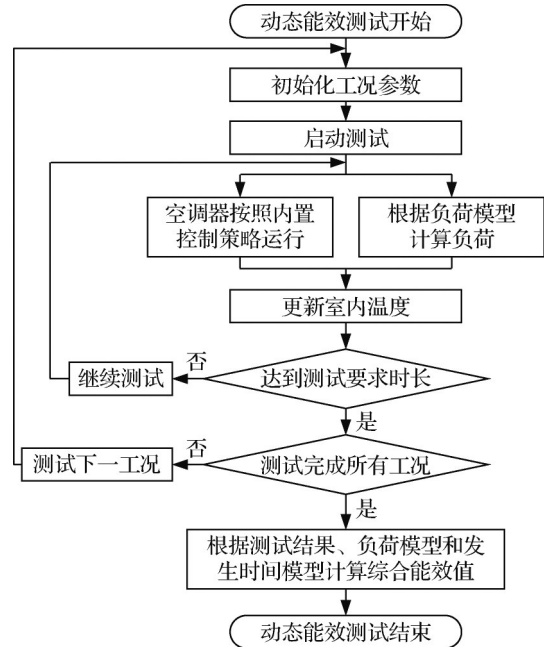 动态能效测试开始
初始化工况参数
启动测试
空调器按照内置
控制策略运行
根据负荷模型
计算负荷
更新室内温度
达到测试要求时长
否
继续测试
是
测试完成所有工况
否
测试下一工况
是
根据测试结果、负荷模型和发
生时间模型计算综合能效值
动态能效测试结束